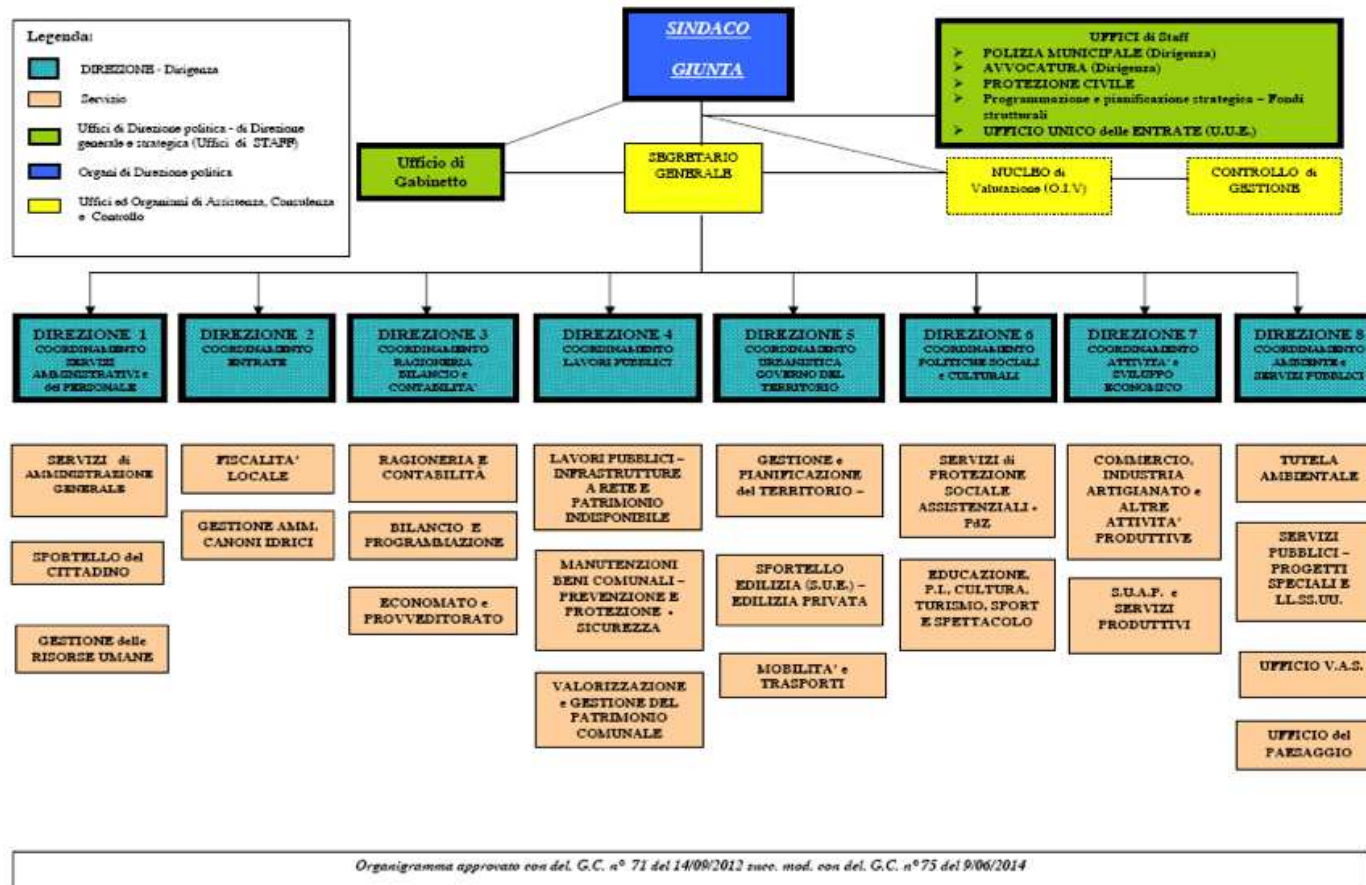 Legenda:
DIREZIONE - Dirigenza
Servizio
Uffici di Direzione politica - di Direzione
generale e strategica (Uffici di STAFF)
Organi di Direzione politica
Uffici ed Organismi di Assistenza, Consulenza
e Controllo
SINDACO
GIUNTA
UFFICI di Staff
➤ POLIZIA MUNICIPALE (Dirigenza)
➤ AVVOCATURA (Dirigenza)
➤ PROTEZIONE CIVILE
➤ Programmazione e pianificazione strategica – Fondi
strutturali
➤ UFFICIO UNICO delle ENTRATE (U.U.E.)
Ufficio di
Gabinetto
SEGRETARIO
GENERALE
NUCLEO di
Valutazione (O.I.V)
CONTROLLO di
GESTIONE
DIREZIONE 1
COORDINAMENTO
SERVIZI
AMMINISTRATIVI e
del PERSONALE
DIREZIONE 2
COORDINAMENTO
ENTRATE
DIREZIONE 3
COORDINAMENTO
RAGIONERIA
BILANCIO e
CONTABILITA'
DIREZIONE 4
COORDINAMENTO
LAVORI PUBBLICI
DIREZIONE 5
COORDINAMENTO
URBANISTICA
GOVERNO DEL
TERRITORIO
DIREZIONE 6
COORDINAMENTO
POLITICHE SOCIALI
e CULTURALI
DIREZIONE 7
COORDINAMENTO
ATTIVITA' e
SVILUPPO
ECONOMICO
DIREZIONE 8
COORDINAMENTO
AMBIENTE e
SERVIZI PUBBLICI
SERVIZI di
AMMINISTRAZIONE
GENERALE
SPORTELLO del
CITTADINO
GESTIONE delle
RISORSE UMANE
FISCALITA'
LOCALE
GESTIONE AMM.
CANONI IDRICI
RAGIONERIA E
CONTABILITÀ
BILANCIO E
PROGRAMMAZIONE
ECONOMATO e
PROVVEDITORATO
LAVORI PUBBLICI –
INFRASTRUTTURE
A RETE E
PATRIMONIO
INDISPONIBILE
MANUTENZIONI
BENI COMUNALI –
PREVENZIONE E
PROTEZIONE -
SICUREZZA
VALORIZZAZIONE
e GESTIONE DEL
PATRIMONIO
COMUNALE
GESTIONE e
PIANIFICAZIONE
del TERRITORIO –
SPORTELLO
EDILIZIA (S.U.E.) –
EDILIZIA PRIVATA
MOBILITA' e
TRASPORTI
SERVIZI di
PROTEZIONE
SOCIALE
ASSISTENZIALI -
PdZ
EDUCAZIONE,
P.I., CULTURA,
TURISMO, SPORT
E SPETTACOLO
COMMERCIO,
INDUSTRIA
ARTIGIANATO e
ALTRE
ATTIVITA'
PRODUTTIVE
S.U.A.P. e
SERVIZI
PRODUTTIVI
TUTELA
AMBIENTALE
SERVIZI
PUBBLICI –
PROGETTI
SPECIALI E
LL.SS.UU.
UFFICIO V.A.S.
UFFICIO del
PAESAGGIO
Organigramma approvato con del. G.C. n° 71 del 14/09/2012 succ. mod. con del. G.C. n° 75 del 9/06/2014